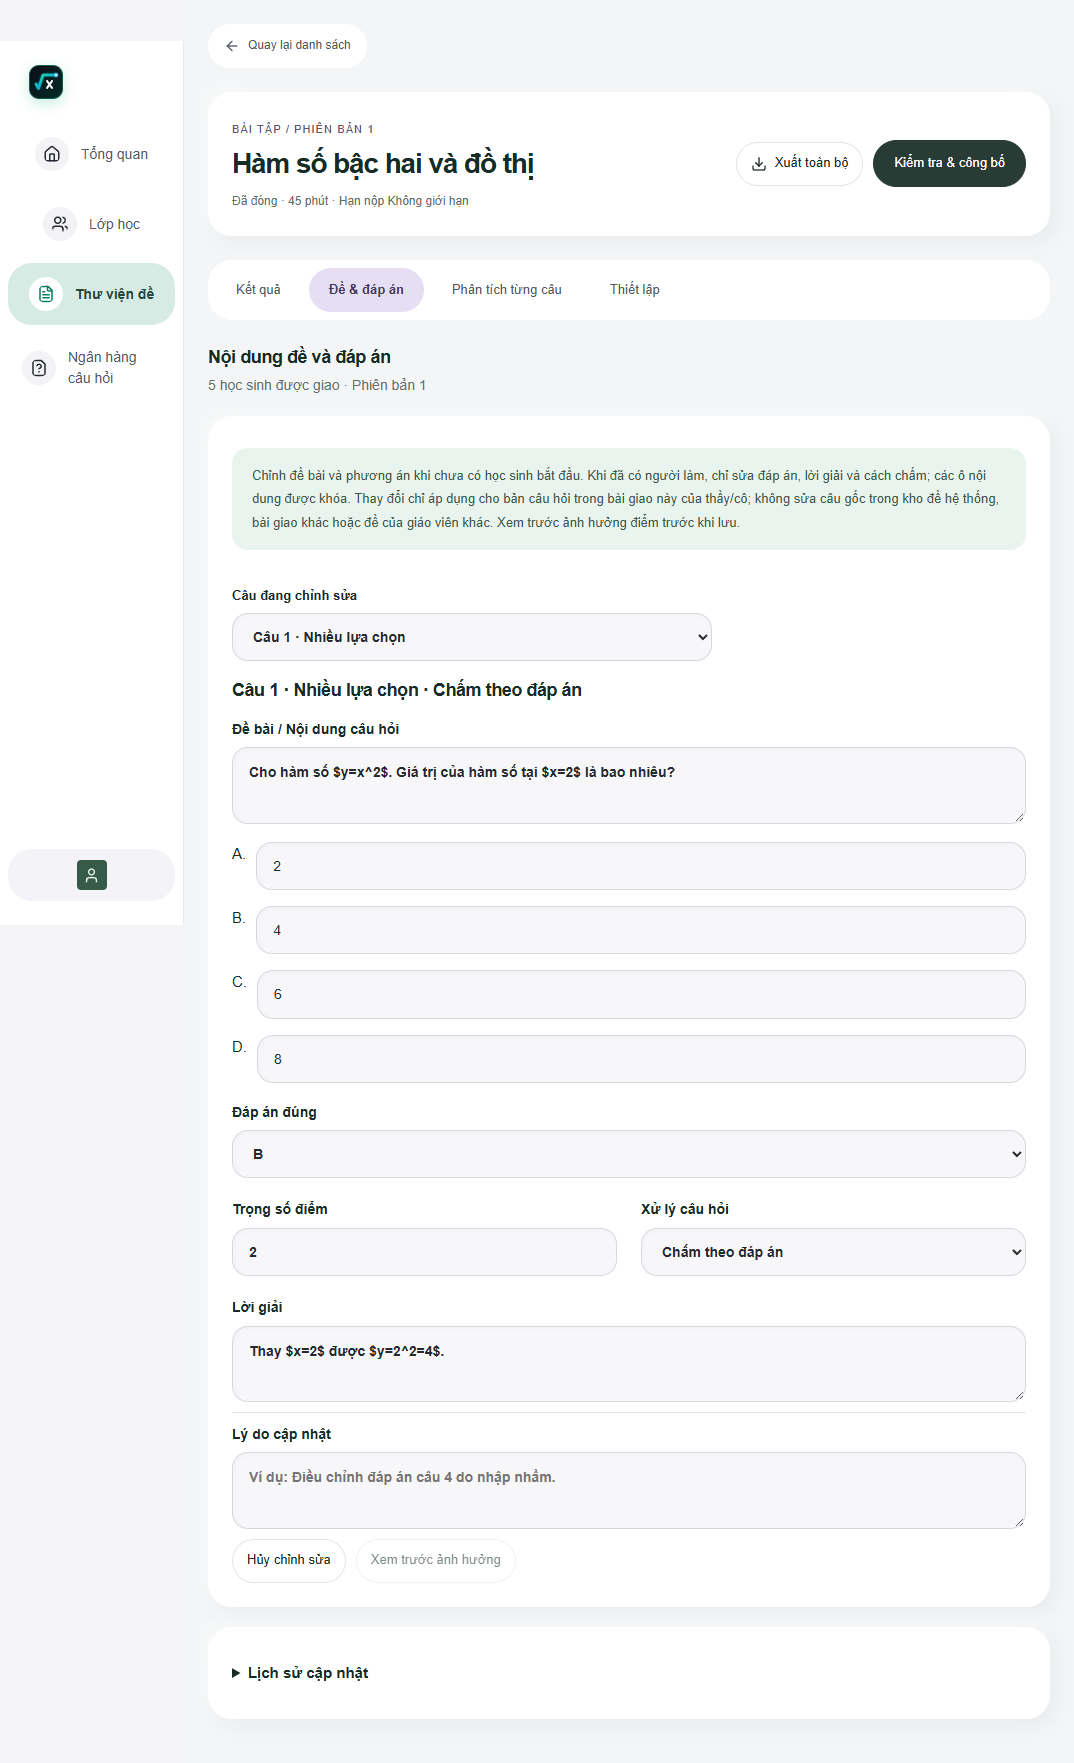 Quay lại danh sách
√x
BÀI TẬP / PHIÊN BẢN 1
Hàm số bậc hai và đồ thị
Đã đóng · 45 phút · Hạn nộp Không giới hạn
Xuất toàn bộ
Kiểm tra & công bố
Tổng quan
Lớp học
Thư viện đề
Ngân hàng
câu hỏi
Kết quả
Đề & đáp án
Phân tích từng câu
Thiết lập
Nội dung đề và đáp án
5 học sinh được giao · Phiên bản 1
Chỉnh đề bài và phương án khi chưa có học sinh bắt đầu. Khi đã có người làm, chỉ sửa đáp án, lời giải và cách chấm; các ô nội
dung được khóa. Thay đổi chỉ áp dụng cho bản câu hỏi trong bài giao này của thầy/cô; không sửa câu gốc trong kho đề hệ thống,
bài giao khác hoặc đề của giáo viên khác. Xem trước ảnh hưởng điểm trước khi lưu.
Câu đang chỉnh sửa
Câu 1 · Nhiều lựa chọn
Câu 1 · Nhiều lựa chọn · Chấm theo đáp án
Đề bài / Nội dung câu hỏi
Cho hàm số $y=x^2$. Giá trị của hàm số tại $x=2$ là bao nhiêu?
A. 2
B. 4
C. 6
D. 8
Đáp án đúng
B
Trọng số điểm
2
Xử lý câu hỏi
Chấm theo đáp án
Lời giải
Thay $x=2$ được $y=2^2=4$.
Lý do cập nhật
Ví dụ: Điều chỉnh đáp án câu 4 do nhập nhầm.
Hủy chỉnh sửa
Xem trước ảnh hưởng
Lịch sử cập nhật